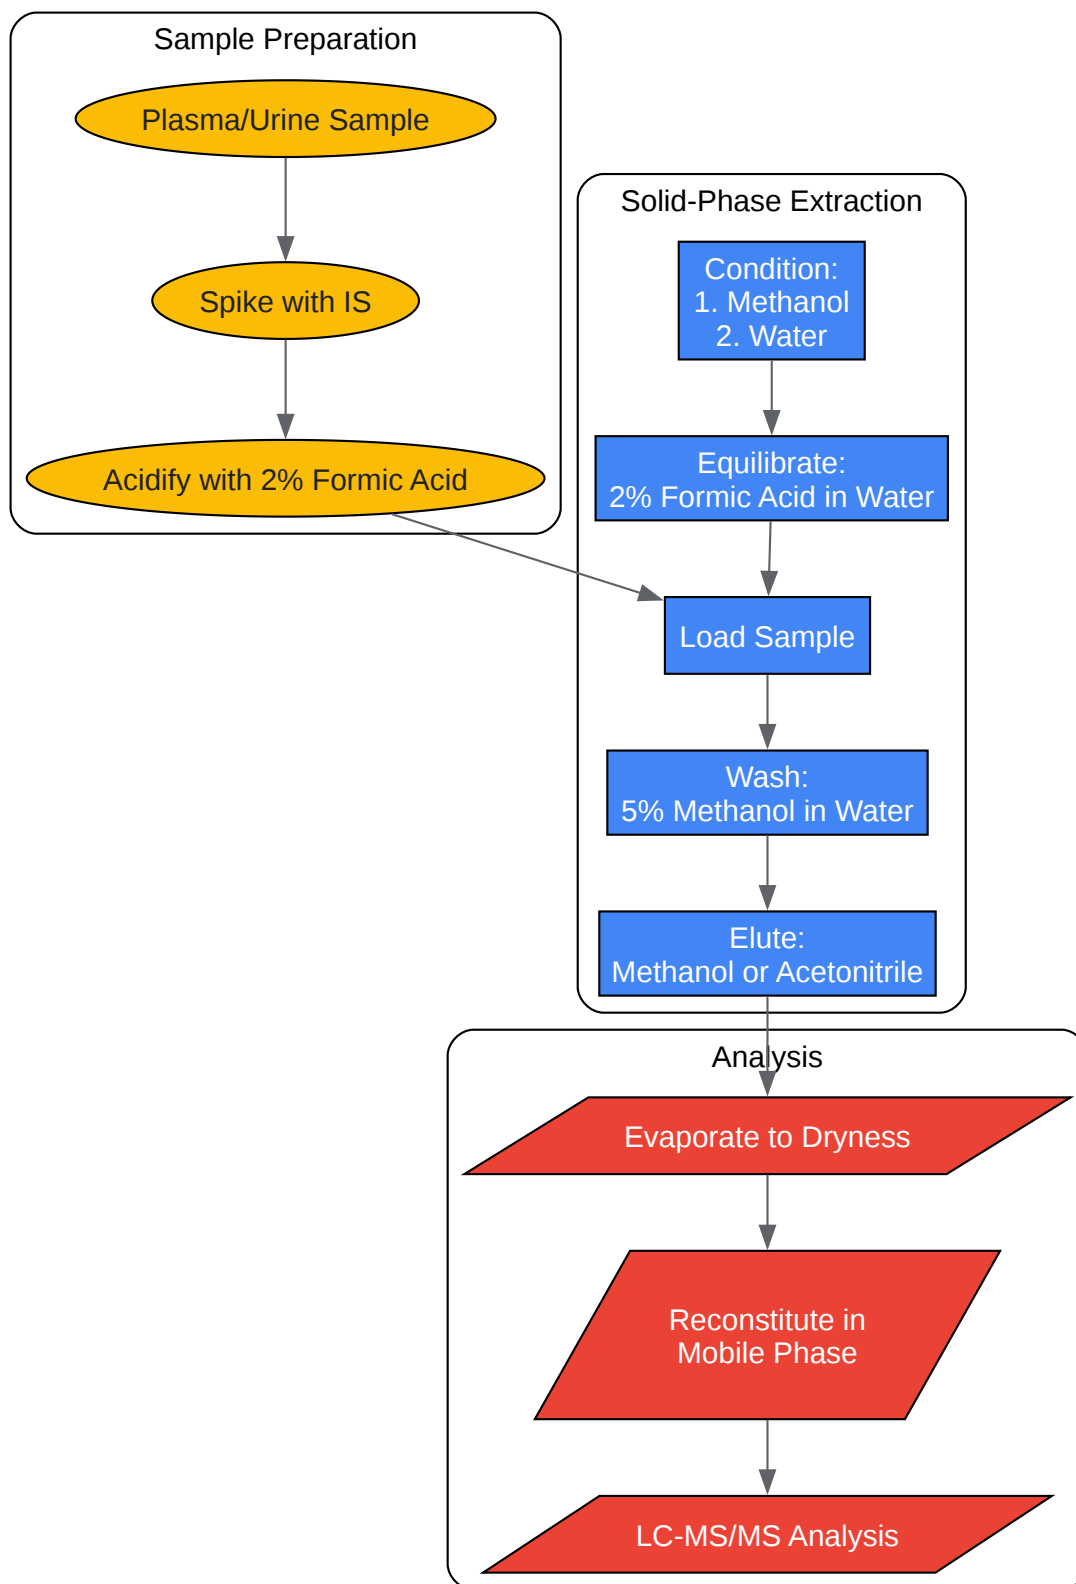 Sample Preparation
Plasma/Urine Sample
Spike with IS
Acidify with 2% Formic Acid
Solid-Phase Extraction
Condition:
1. Methanol
2. Water
Equilibrate:
2% Formic Acid in Water
Load Sample
Wash:
5% Methanol in Water
Elute:
Methanol or Acetonitrile
Analysis
Evaporate to Dryness
Reconstitute in
Mobile Phase
LC-MS/MS Analysis